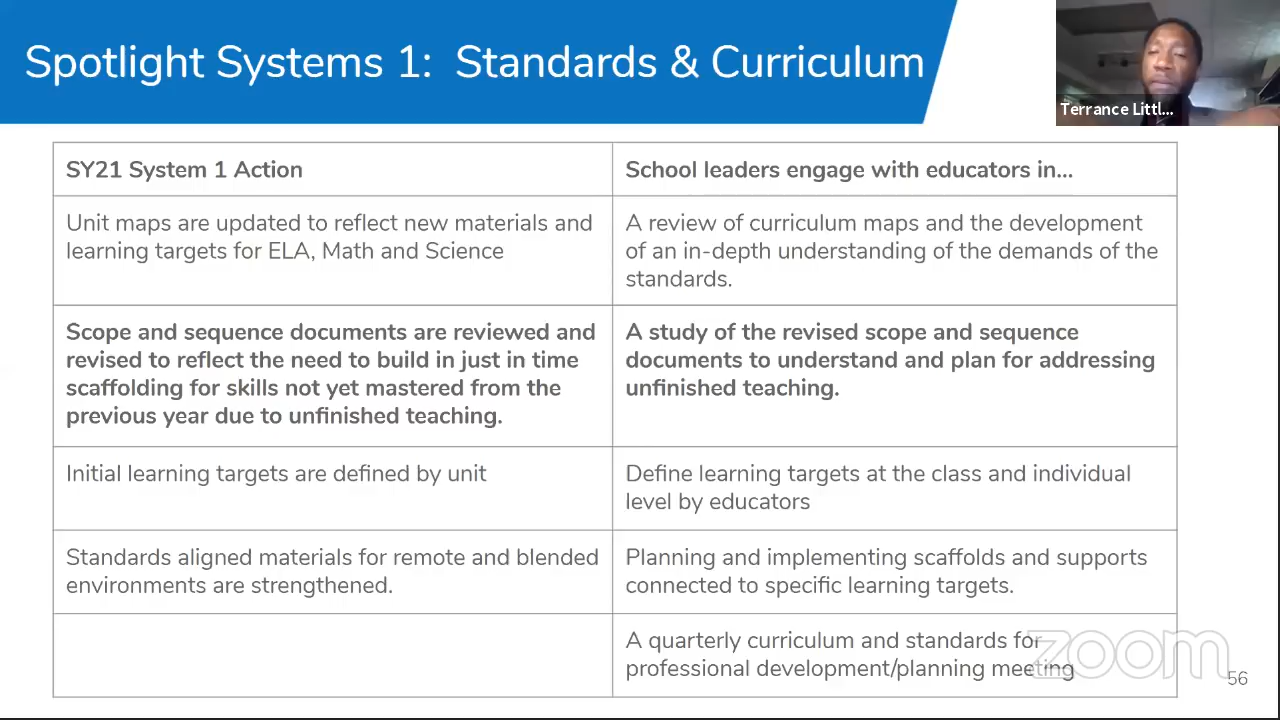 Spotlight Systems 1: Standards & Curriculum
Terrance Littl...
SY21 System 1 Action
School leaders engage with educators in...
Unit maps are updated to reflect new materials and
learning targets for ELA, Math and Science
A review of curriculum maps and the development
of an in-depth understanding of the demands of the
standards.
Scope and sequence documents are reviewed and
revised to reflect the need to build in just in time
scaffolding for skills not yet mastered from the
previous year due to unfinished teaching.
A study of the revised scope and sequence
documents to understand and plan for addressing
unfinished teaching.
Initial learning targets are defined by unit
Define learning targets at the class and individual
level by educators
Standards aligned materials for remote and blended
environments are strengthened.
Planning and implementing scaffolds and supports
connected to specific learning targets.
A quarterly curriculum and standards for
professional development/planning meeting
zoom
56